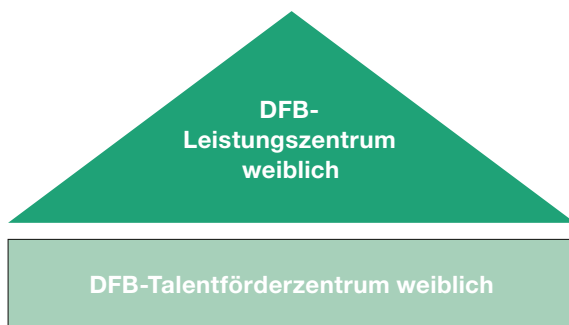 DFB-
Leistungszentrum
weiblich
DFB-Talentförderzentrum weiblich